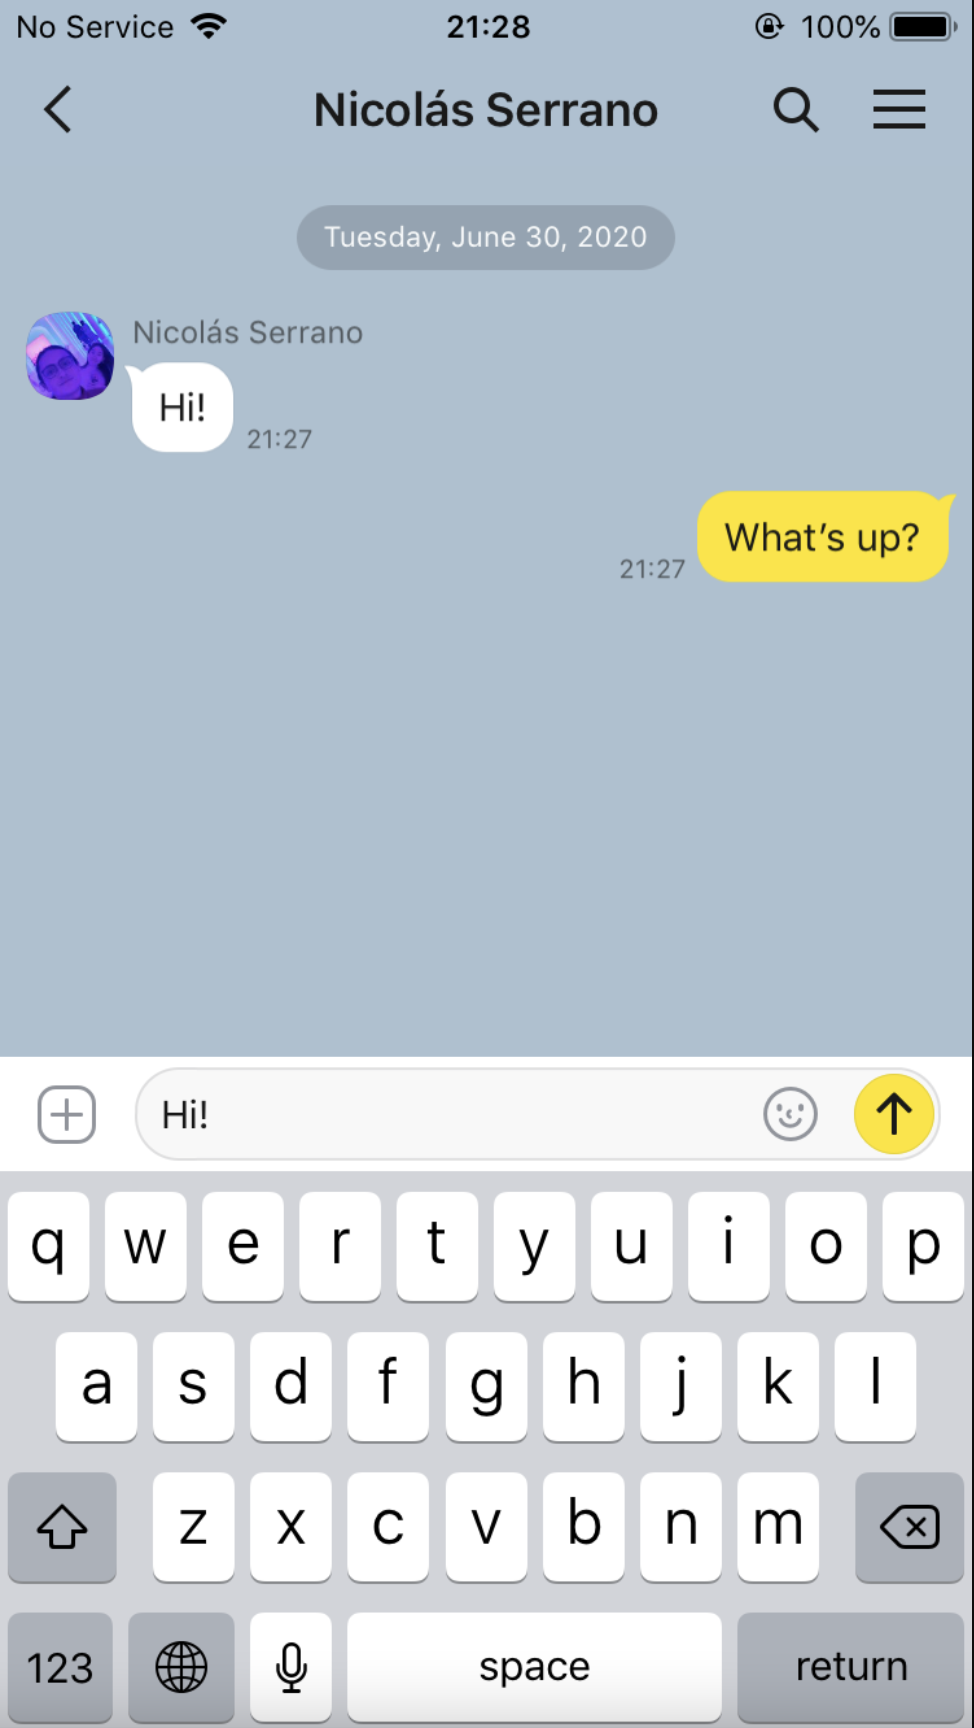 No Service 21:28 100%
Nicolás Serrano
Tuesday, June 30, 2020
Nicolás Serrano
Hi!
21:27
What's up?
21:27
Hi!
q w e r t y u i o p
a s d f g h j k l
z x c v b n m
123 space return